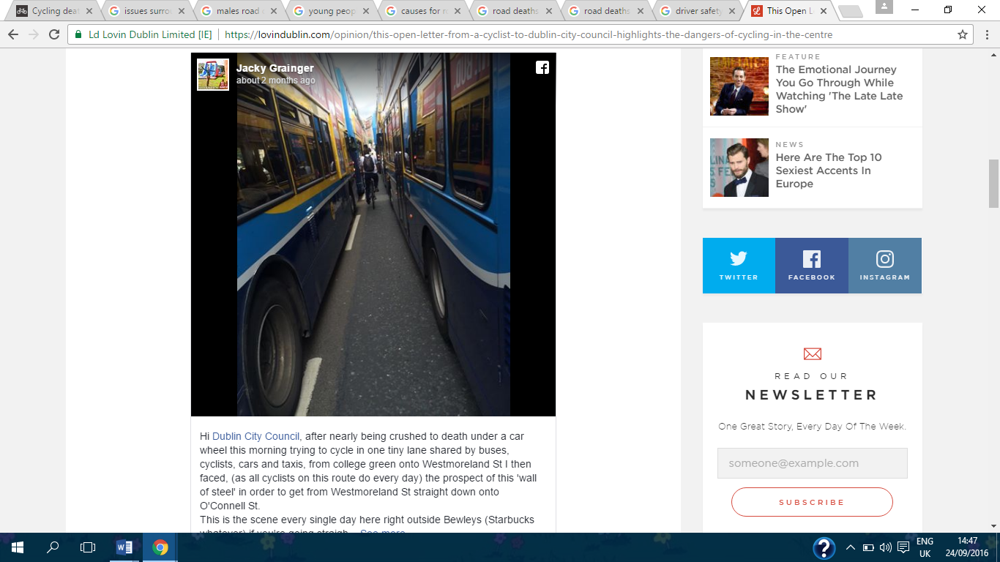 Cycling deat
issues surro
males road
young peop
causes for r
road deaths
road deaths
driver safety
This Open L
Ld Lovin Dublin Limited [IE]
https://lovindublin.com/opinion/this-open-letter-from-a-cyclist-to-dublin-city-council-highlights-the-dangers-of-cycling-in-the-centre
Jacky Grainger
about 2 months ago
Hi Dublin City Council, after nearly being crushed to death under a car
wheel this morning trying to cycle in one tiny lane shared by buses,
cyclists, cars and taxis, from college green onto Westmoreland St I then
faced, (as all cyclists on this route do every day) the prospect of this 'wall
of steel' in order to get from Westmoreland St straight down onto
O'Connell St.
This is the scene every single day here right outside Bewleys (Starbucks
whatever) if you're going straigh... See more
FEATURE
The Emotional Journey
You Go Through While
Watching 'The Late Late
Show'
NEWS
Here Are The Top 10
Sexiest Accents In
Europe
TWITTER
FACEBOOK
INSTAGRAM
READ OUR
NEWSLETTER
One Great Story, Every Day Of The Week.
someone@example.com
SUBSCRIBE
ENG
UK
14:47
24/09/2016